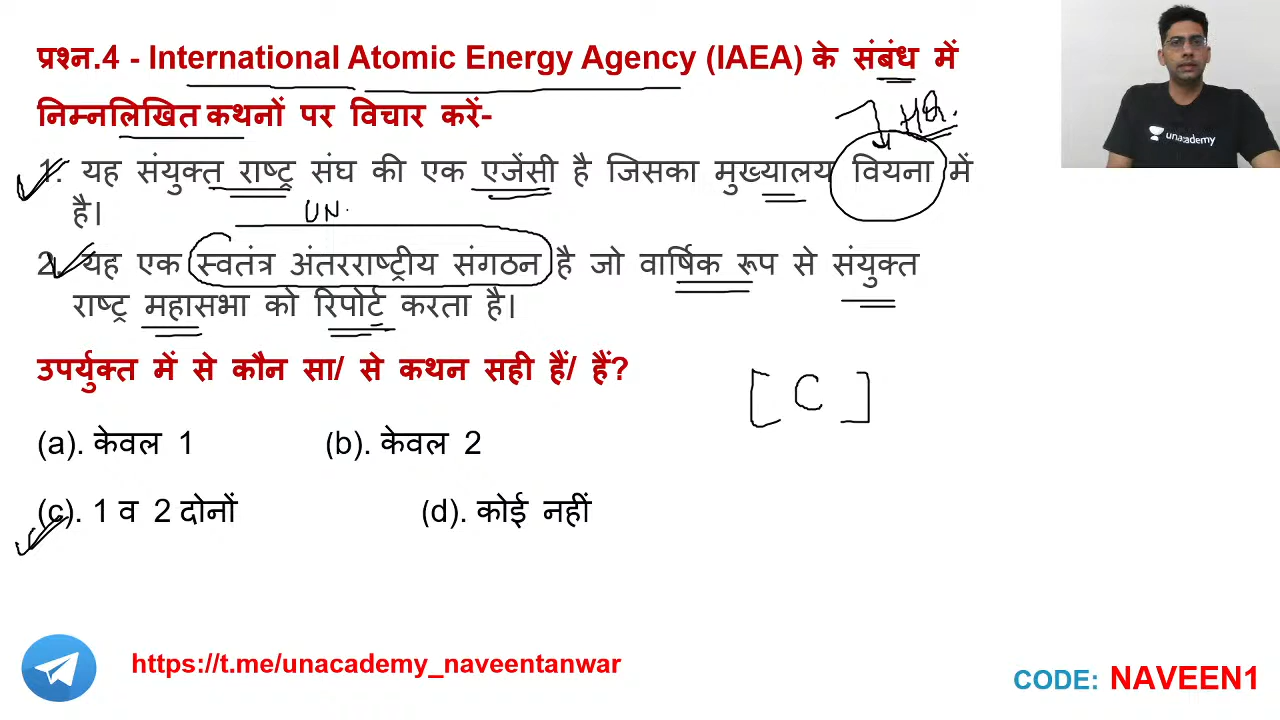 प्रश्न.4 - International Atomic Energy Agency (IAEA) के संबंध में
निम्नलिखित कथनों पर विचार करें-
HQ.
unacademy
1. यह संयुक्त राष्ट्र संघ की एक एजेंसी है जिसका मुख्यालय वियना में
है।
UN.
2. यह एक स्वतंत्र अंतरराष्ट्रीय संगठन है जो वार्षिक रूप से संयुक्त
राष्ट्र महासभा को रिपोर्ट करता है।
उपर्युक्त में से कौन सा/ से कथन सही हैं/ हैं?
[ C ]
(a). केवल 1 (b). केवल 2
(c). 1 व 2 दोनों (d). कोई नहीं
https://t.me/unacademy_naveentanwar
CODE: NAVEEN1